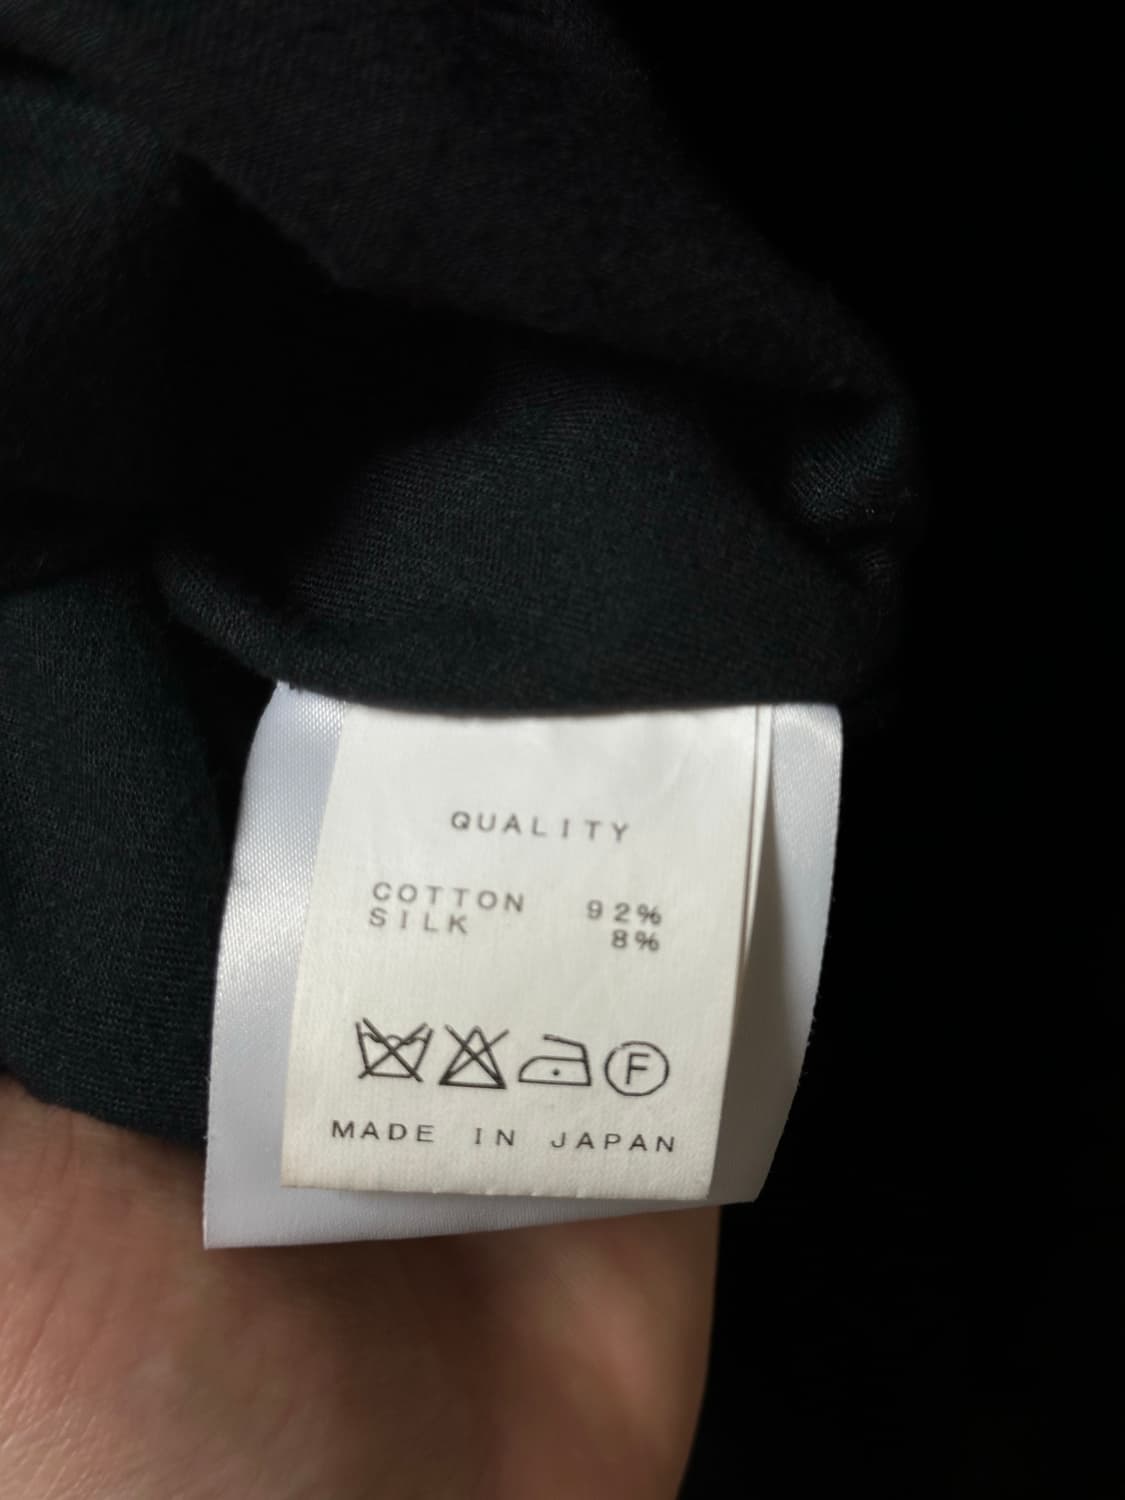 QUALITY
COTTON 92%
SILK 8%
F
MADE IN JAPAN